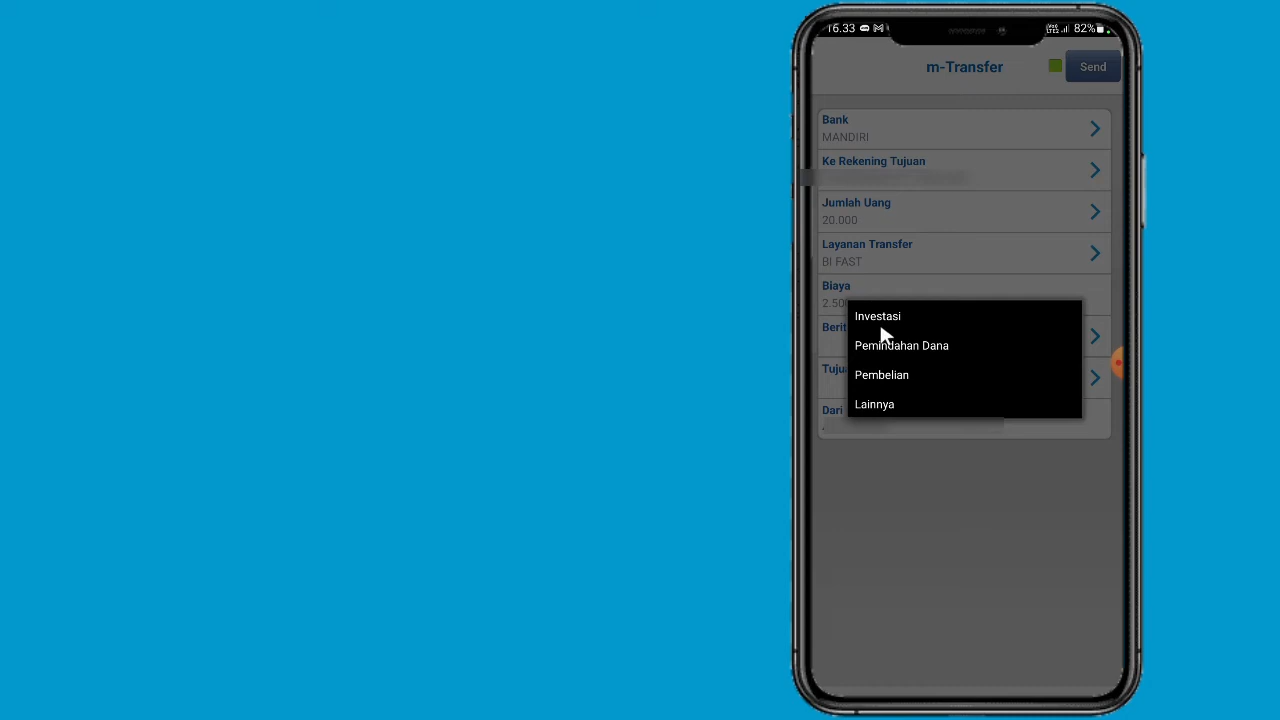 16.33
82%
m-Transfer
Send
Bank
MANDIRI
Ke Rekening Tujuan
Jumlah Uang
20.000
Layanan Transfer
BI FAST
Biaya
Investasi
Pemindahan Dana
Pembelian
Lainnya
Dari